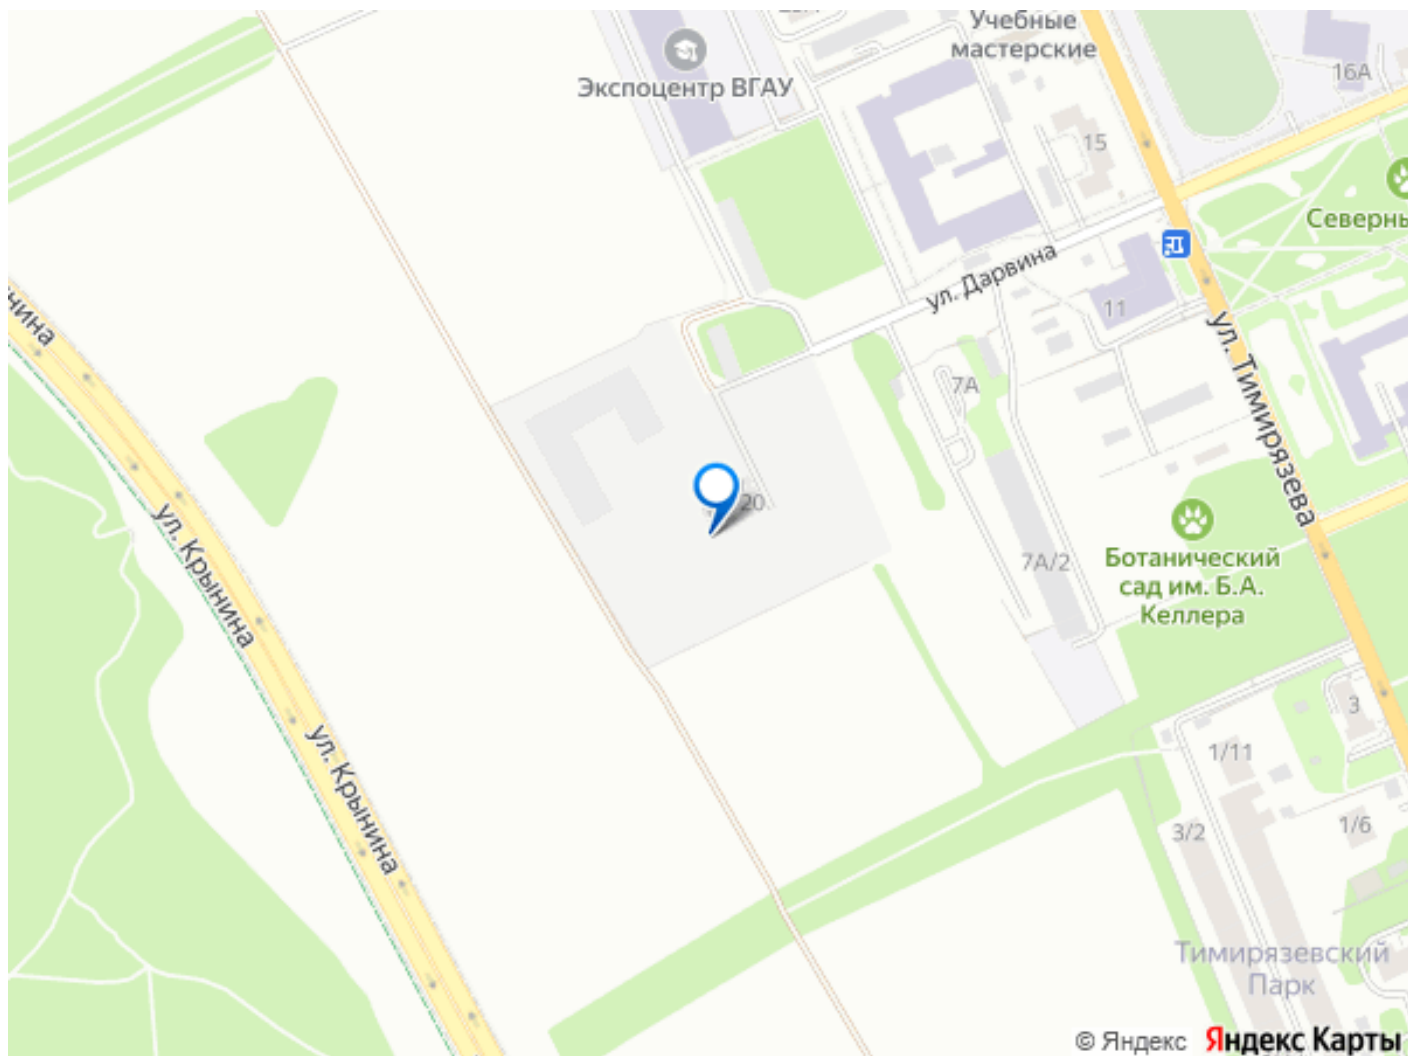 Учебные
мастерские
16А
Экспоцентр ВГАУ
15
Северны
ул. Дарвина
11
ул. Тимирязева
7А
20
ул. Крынина
7А/2
Ботанический
сад им. Б.А.
Келлера
ул. Крынина
3
1/11
1/6
3/2
Тимирязевский
Парк
© Яндекс Яндекс Карты